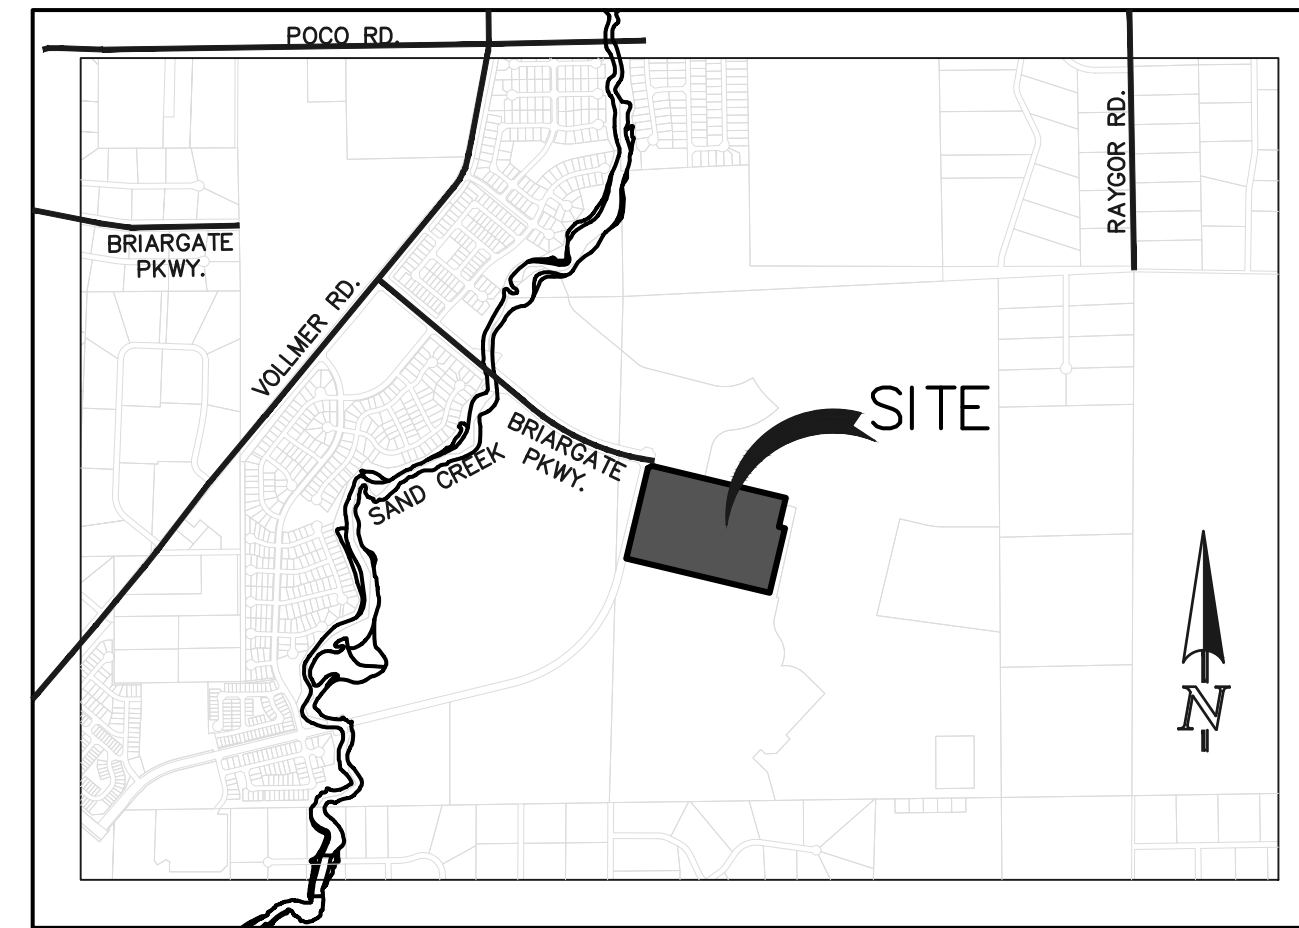 POCO RD.
RAYGOR RD.
BRIARGATE
PKWY.
VOLLMER RD.
SITE
BRIARGATE
PKWY.
SAND CREEK
N